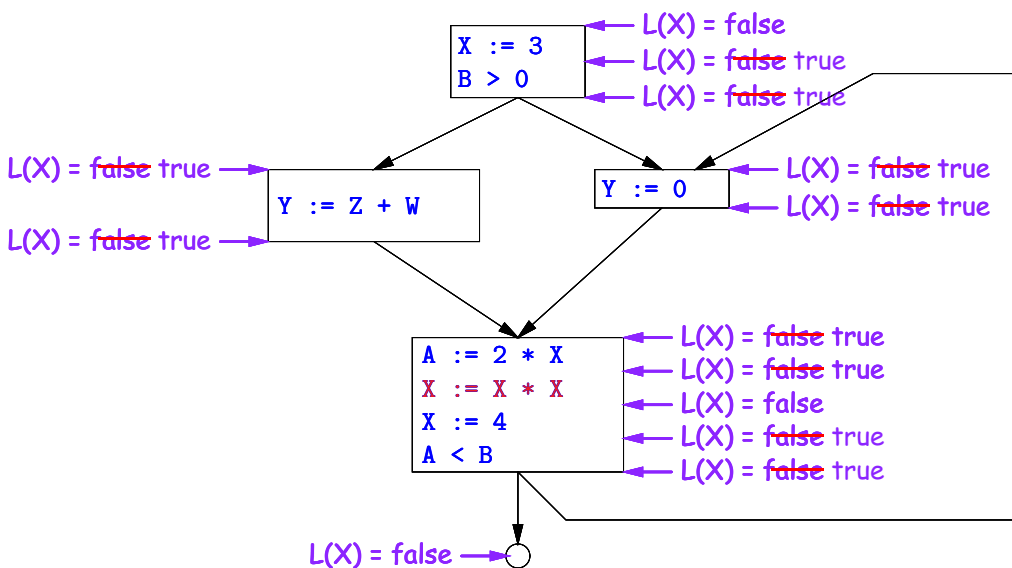 L(X) = false
X := 3
L(X) = false true
B > 0
L(X) = false true
L(X) = false true
L(X) = false true
Y := Z + W
Y := 0
L(X) = false true
L(X) = false true
L(X) = false true
A := 2 * X
L(X) = false true
X := X * X
L(X) = false
X := 4
L(X) = false true
A < B
L(X) = false true
L(X) = false